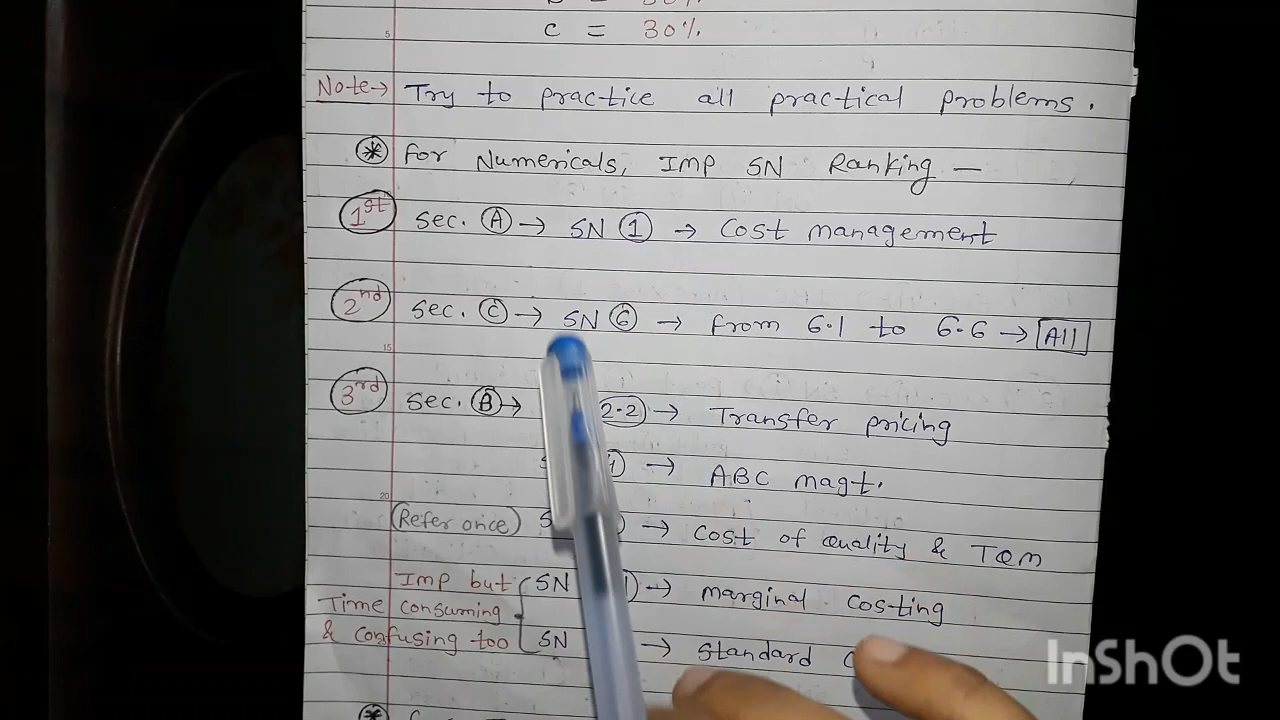 c = 30%.
Note→ Try to practice all practical problems.
* for Numericals, IMP SN Ranking —
1st sec. A → SN 1 → Cost management
2nd sec. C → SN 6 → from 6.1 to 6.6 → All
3rd sec. B → 2.2 → Transfer pricing
→ ABC magt.
(Refer once) → Cost of Quality & TQM
Imp but SN → marginal costing
Time consuming
& confusing too SN → standard
InShOt